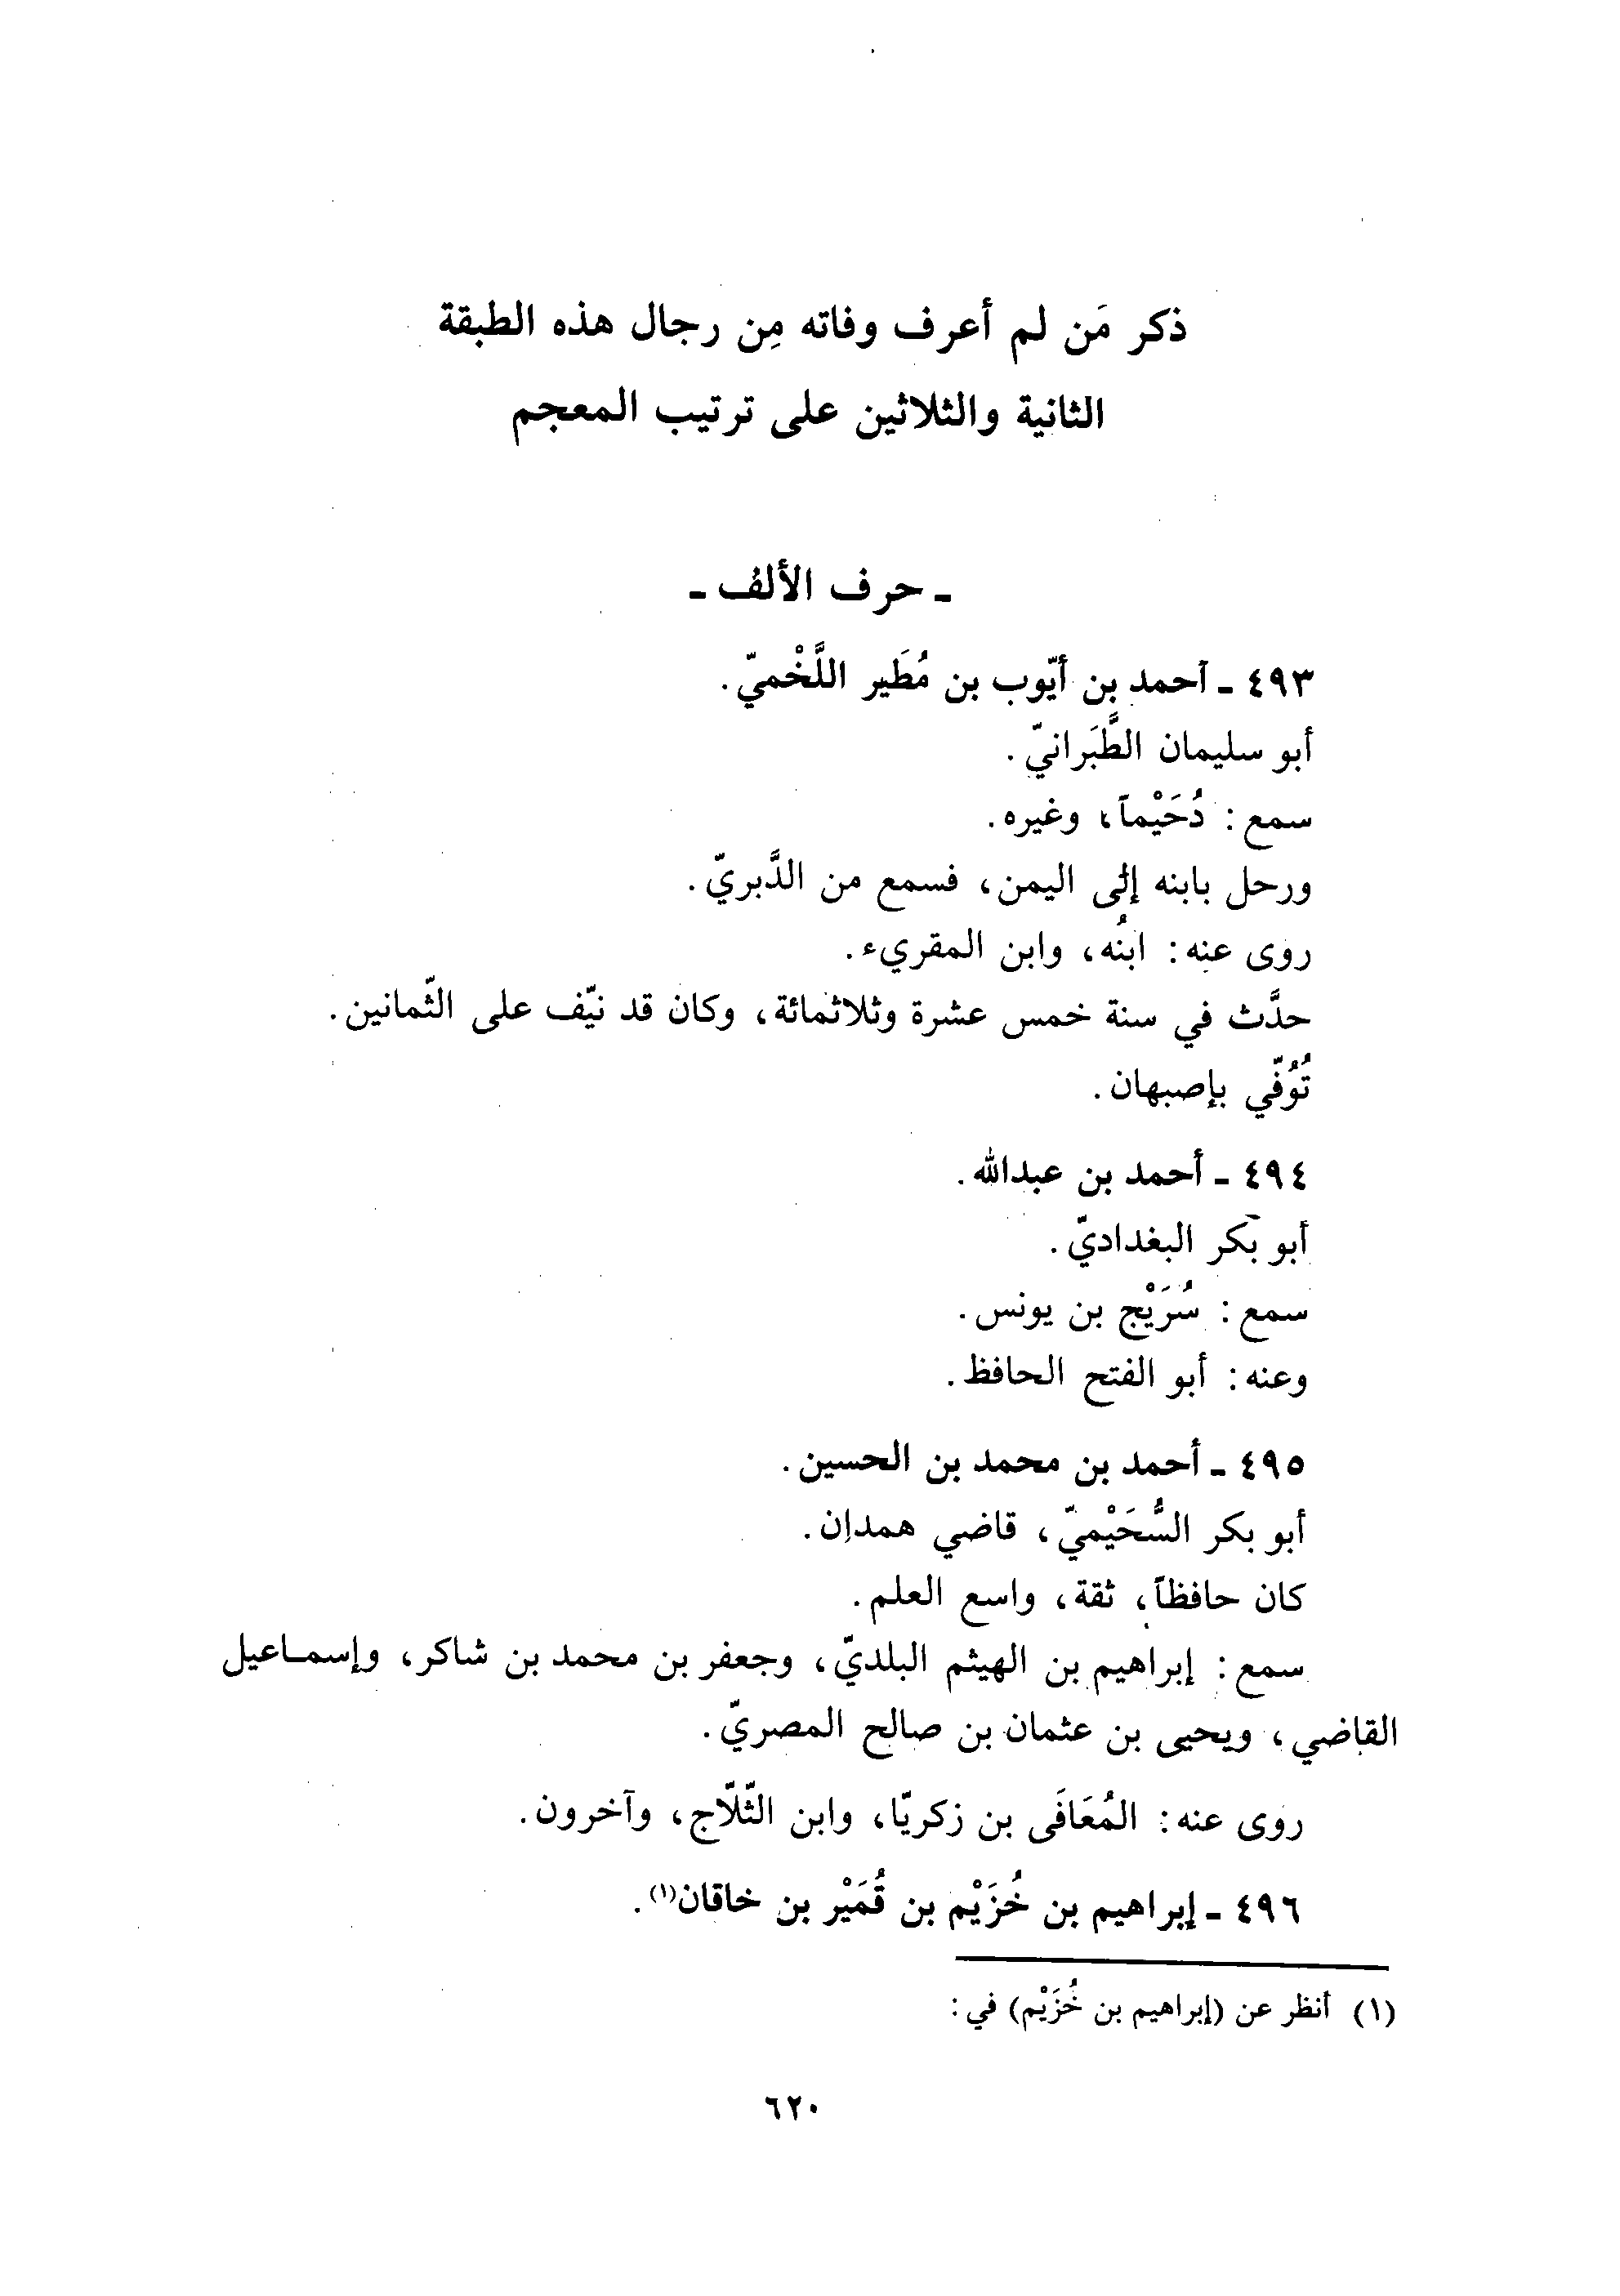 ذكر مَن لم أعرف وفاته مِن رجال هذه الطبقة
الثانية والثلاثين على ترتيب المعجم
ـ حرف الألف ـ
٤٩٣ ـ أحمد بن أيّوب بن مُطَير اللَّخْميّ.
أبو سليمان الطَّبَرانيّ.
سمع: دُحَيْماً، وغيره.
ورحل بابنه إلى اليمن، فسمع من الدَّبريّ.
روى عنه: ابنُه، وابن المقريء.
حدَّث في سنة خمس عشرة وثلاثمائة، وكان قد نيّف على الثّمانين.
تُوُفّي بإصبهان.
٤٩٤ ـ أحمد بن عبدالله.
أبو بكر البغداديّ.
سمع: سُرَيْج بن يونس.
وعنه: أبو الفتح الحافظ.
٤٩٥ ـ أحمد بن محمد بن الحسين.
أبو بكر السُّحَيْميّ، قاضي همدان.
كان حافظاً، ثقة، واسع العلم.
سمع: إبراهيم بن الهيثم البلديّ، وجعفر بن محمد بن شاكر، وإسمـاعيل
القاضي، ويحيى بن عثمان بن صالح المصريّ.
روى عنه: المُعَافَى بن زكريّا، وابن الثّلّاج، وآخرون.
٤٩٦ ـ إبراهيم بن خُزَيْم بن قُمَيْر بن خاقان(١).
(١) أنظر عن (إبراهيم بن خُزَيْم) في:
٦٢٠